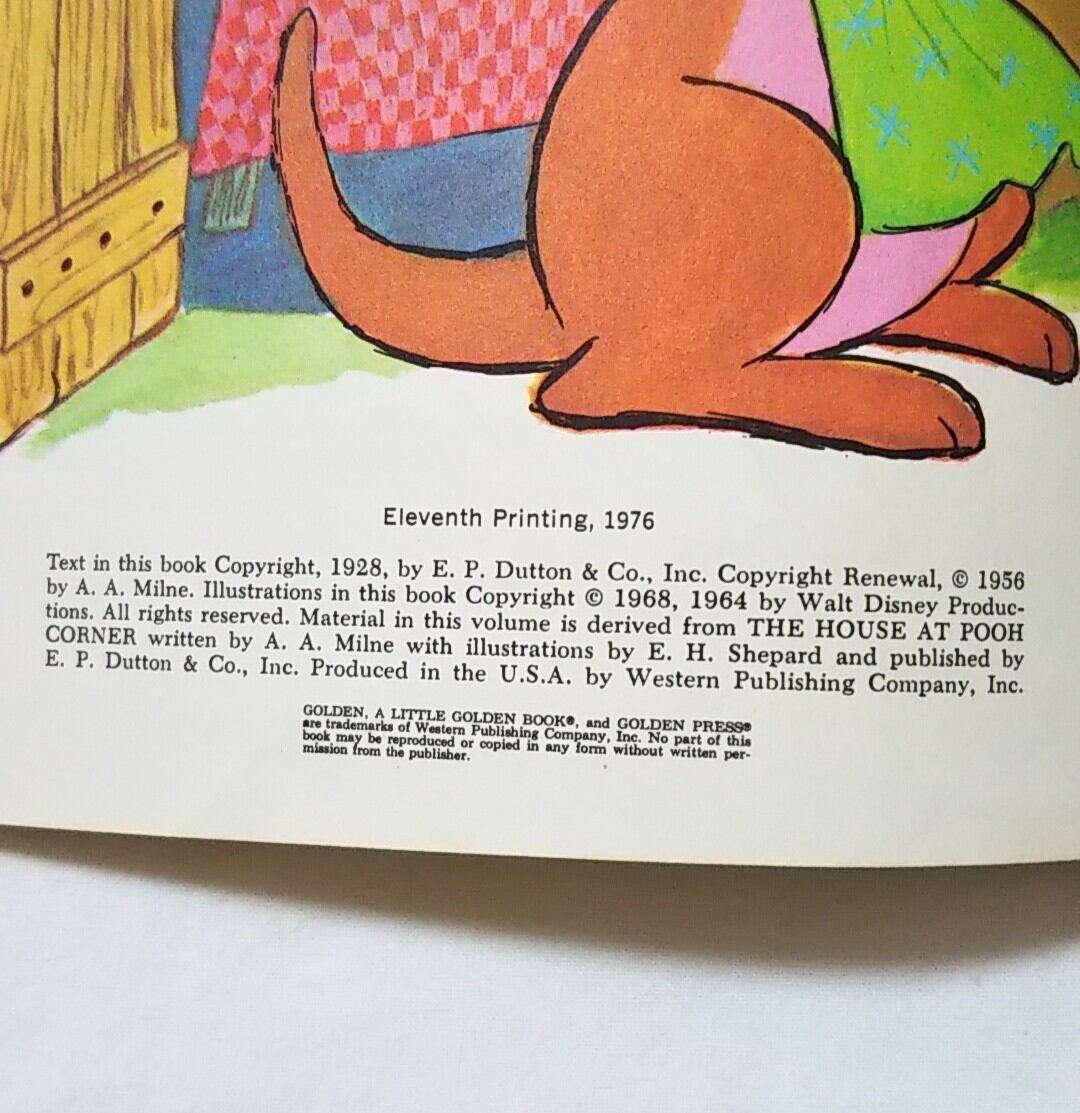 Eleventh Printing, 1976
Text in this book Copyright, 1928, by E. P. Dutton & Co., Inc. Copyright Renewal, © 1956
by A. A. Milne. Illustrations in this book Copyright © 1968, 1964 by Walt Disney Produc-
tions. All rights reserved. Material in this volume is derived from THE HOUSE AT POOH
CORNER written by A. A. Milne with illustrations by E. H. Shepard and published by
E. P. Dutton & Co., Inc. Produced in the U.S.A. by Western Publishing Company, Inc.
GOLDEN, A LITTLE GOLDEN BOOK®, and GOLDEN PRESS®
are trademarks of Western Publishing Company, Inc. No part of this
book may be reproduced or copied in any form without written per-
mission from the publisher.